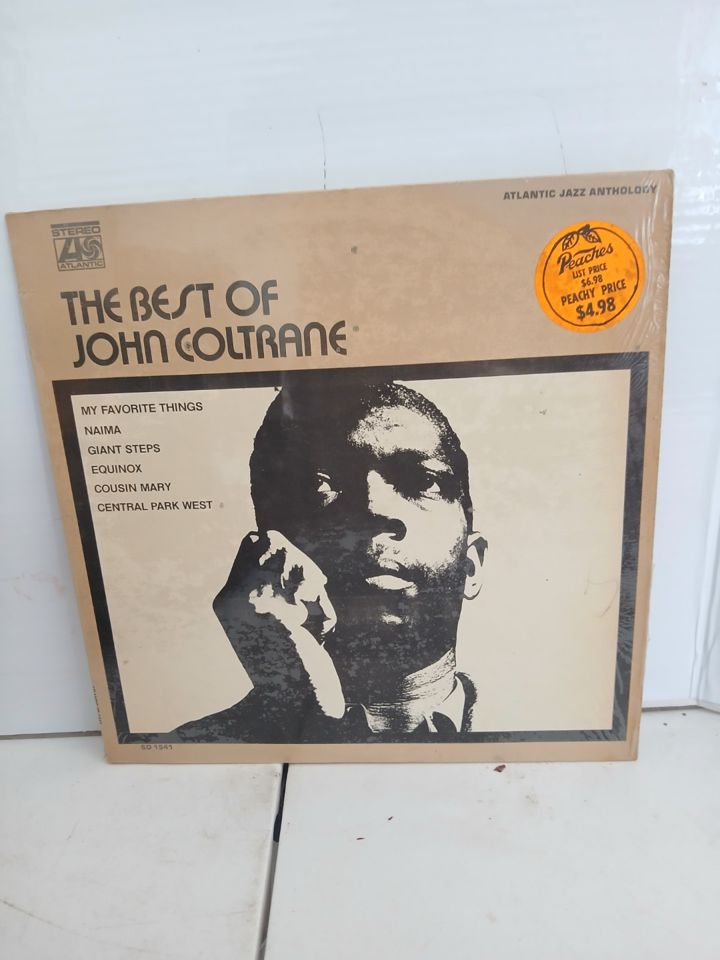 STEREO
ATLANTIC
ATLANTIC JAZZ ANTHOLOGY
Peaches
LIST PRICE
$6.98
PEACHY PRICE
$4.98
THE BEST OF
JOHN COLTRANE
MY FAVORITE THINGS
NAIMA
GIANT STEPS
EQUINOX
COUSIN MARY
CENTRAL PARK WEST
SD 1541